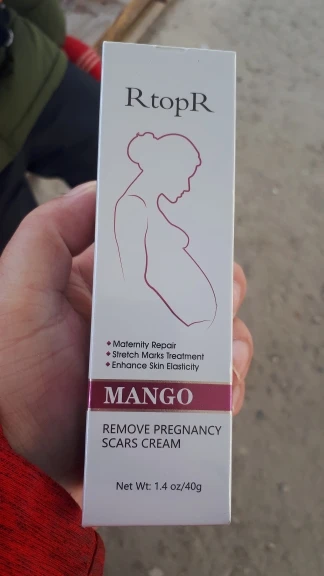 RtopR
Maternity Repair
Stretch Marks Treatment
Enhance Skin Elasticity
MANGO
REMOVE PREGNANCY
SCARS CREAM
Net Wt: 1.4 oz/40g